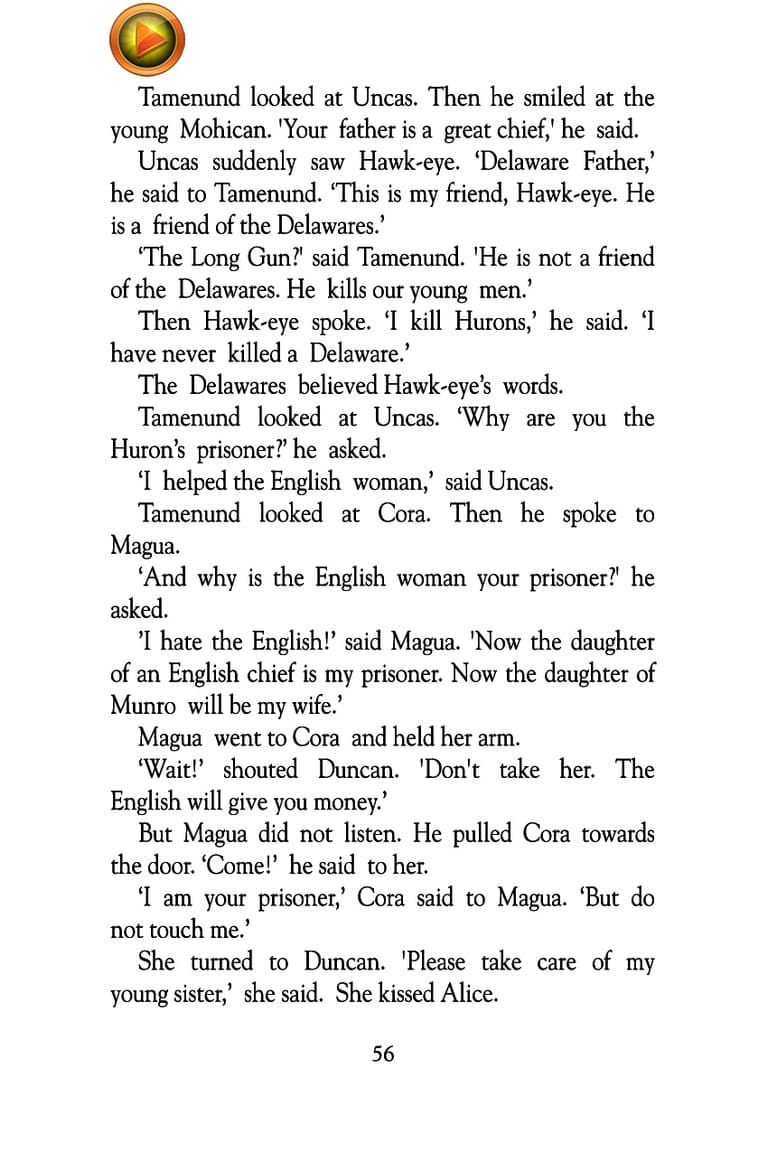 Tamenund looked at Uncas. Then he smiled at the
young Mohican. 'Your father is a great chief,' he said.
Uncas suddenly saw Hawk-eye. ‘Delaware Father,’
he said to Tamenund. ‘This is my friend, Hawk-eye. He
is a friend of the Delawares.’
‘The Long Gun?' said Tamenund. 'He is not a friend
of the Delawares. He kills our young men.’
Then Hawk-eye spoke. ‘I kill Hurons,’ he said. ‘I
have never killed a Delaware.’
The Delawares believed Hawk-eye’s words.
Tamenund looked at Uncas. ‘Why are you the
Huron’s prisoner?’ he asked.
‘I helped the English woman,’ said Uncas.
Tamenund looked at Cora. Then he spoke to
Magua.
‘And why is the English woman your prisoner?' he
asked.
’I hate the English!’ said Magua. 'Now the daughter
of an English chief is my prisoner. Now the daughter of
Munro will be my wife.’
Magua went to Cora and held her arm.
‘Wait!’ shouted Duncan. 'Don't take her. The
English will give you money.’
But Magua did not listen. He pulled Cora towards
the door. ‘Come!’ he said to her.
‘I am your prisoner,’ Cora said to Magua. ‘But do
not touch me.’
She turned to Duncan. 'Please take care of my
young sister,’ she said. She kissed Alice.
56